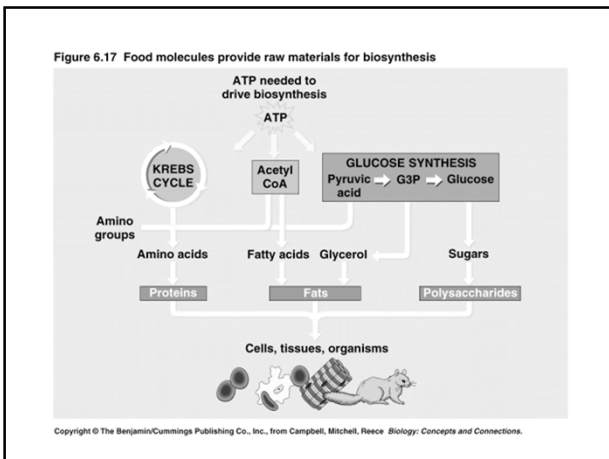 Figure 6.17 Food molecules provide raw materials for biosynthesis
ATP needed to
drive biosynthesis
ATP
KREBS
CYCLE
Acetyl
CoA
GLUCOSE SYNTHESIS
Pyruvic
acid
G3P
Glucose
Amino
groups
Amino acids
Fatty acids
Glycerol
Sugars
Proteins
Fats
Polysaccharides
Cells, tissues, organisms
Copyright © The Benjamin/Cummings Publishing Co., Inc., from Campbell, Mitchell, Reece Biology: Concepts and Connections.